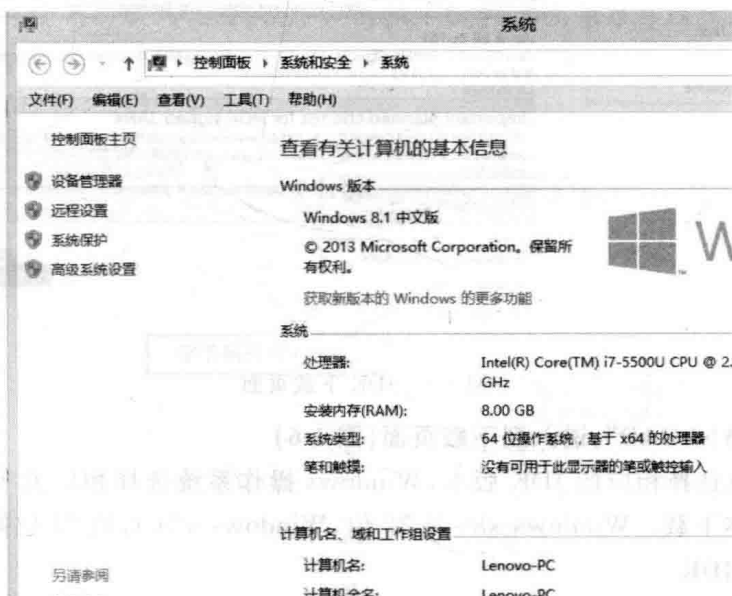 系统
控制面板 ▸ 系统和安全 ▸ 系统
文件(F) 编辑(E) 查看(V) 工具(T) 帮助(H)
控制面板主页
设备管理器
远程设置
系统保护
高级系统设置
另请参阅
查看有关计算机的基本信息
Windows 版本
Windows 8.1 中文版
© 2013 Microsoft Corporation。保留所
有权利。
获取新版本的 Windows 的更多功能
W
系统
处理器: Intel(R) Core(TM) i7-5500U CPU @ 2.
GHz
安装内存(RAM): 8.00 GB
系统类型: 64 位操作系统，基于 x64 的处理器
笔和触摸: 没有可用于此显示器的笔或触控输入
计算机名、域和工作组设置
计算机名: Lenovo-PC
计算机全名: Lenovo-PC